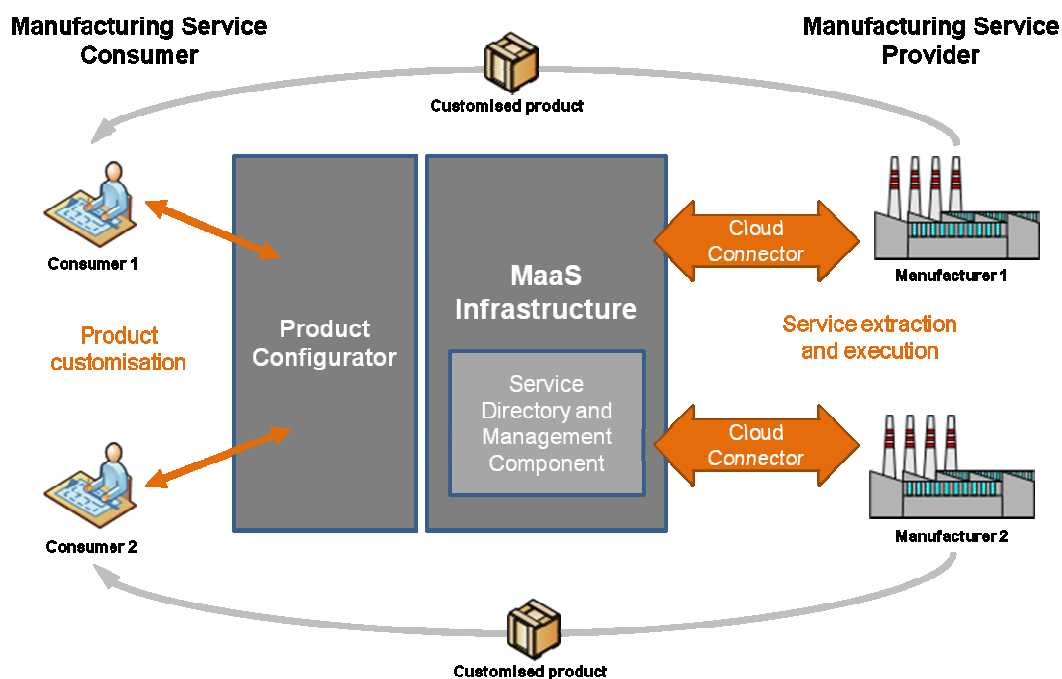 Manufacturing Service
Consumer
Manufacturing Service
Provider
Customised product
Consumer 1
Product
customisation
Consumer 2
Product
Configurator
MaaS
Infrastructure
Service
Directory and
Management
Component
Cloud
Connector
Manufacturer 1
Service extraction
and execution
Cloud
Connector
Manufacturer 2
Customised product